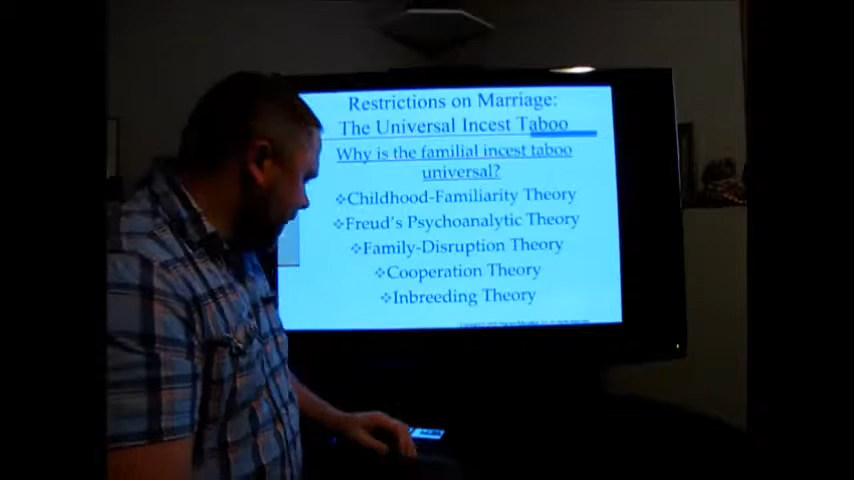 Restrictions on Marriage:
The Universal Incest Taboo
Why is the familial incest taboo
universal?
❖Childhood-Familiarity Theory
❖Freud's Psychoanalytic Theory
❖Family-Disruption Theory
❖Cooperation Theory
❖Inbreeding Theory